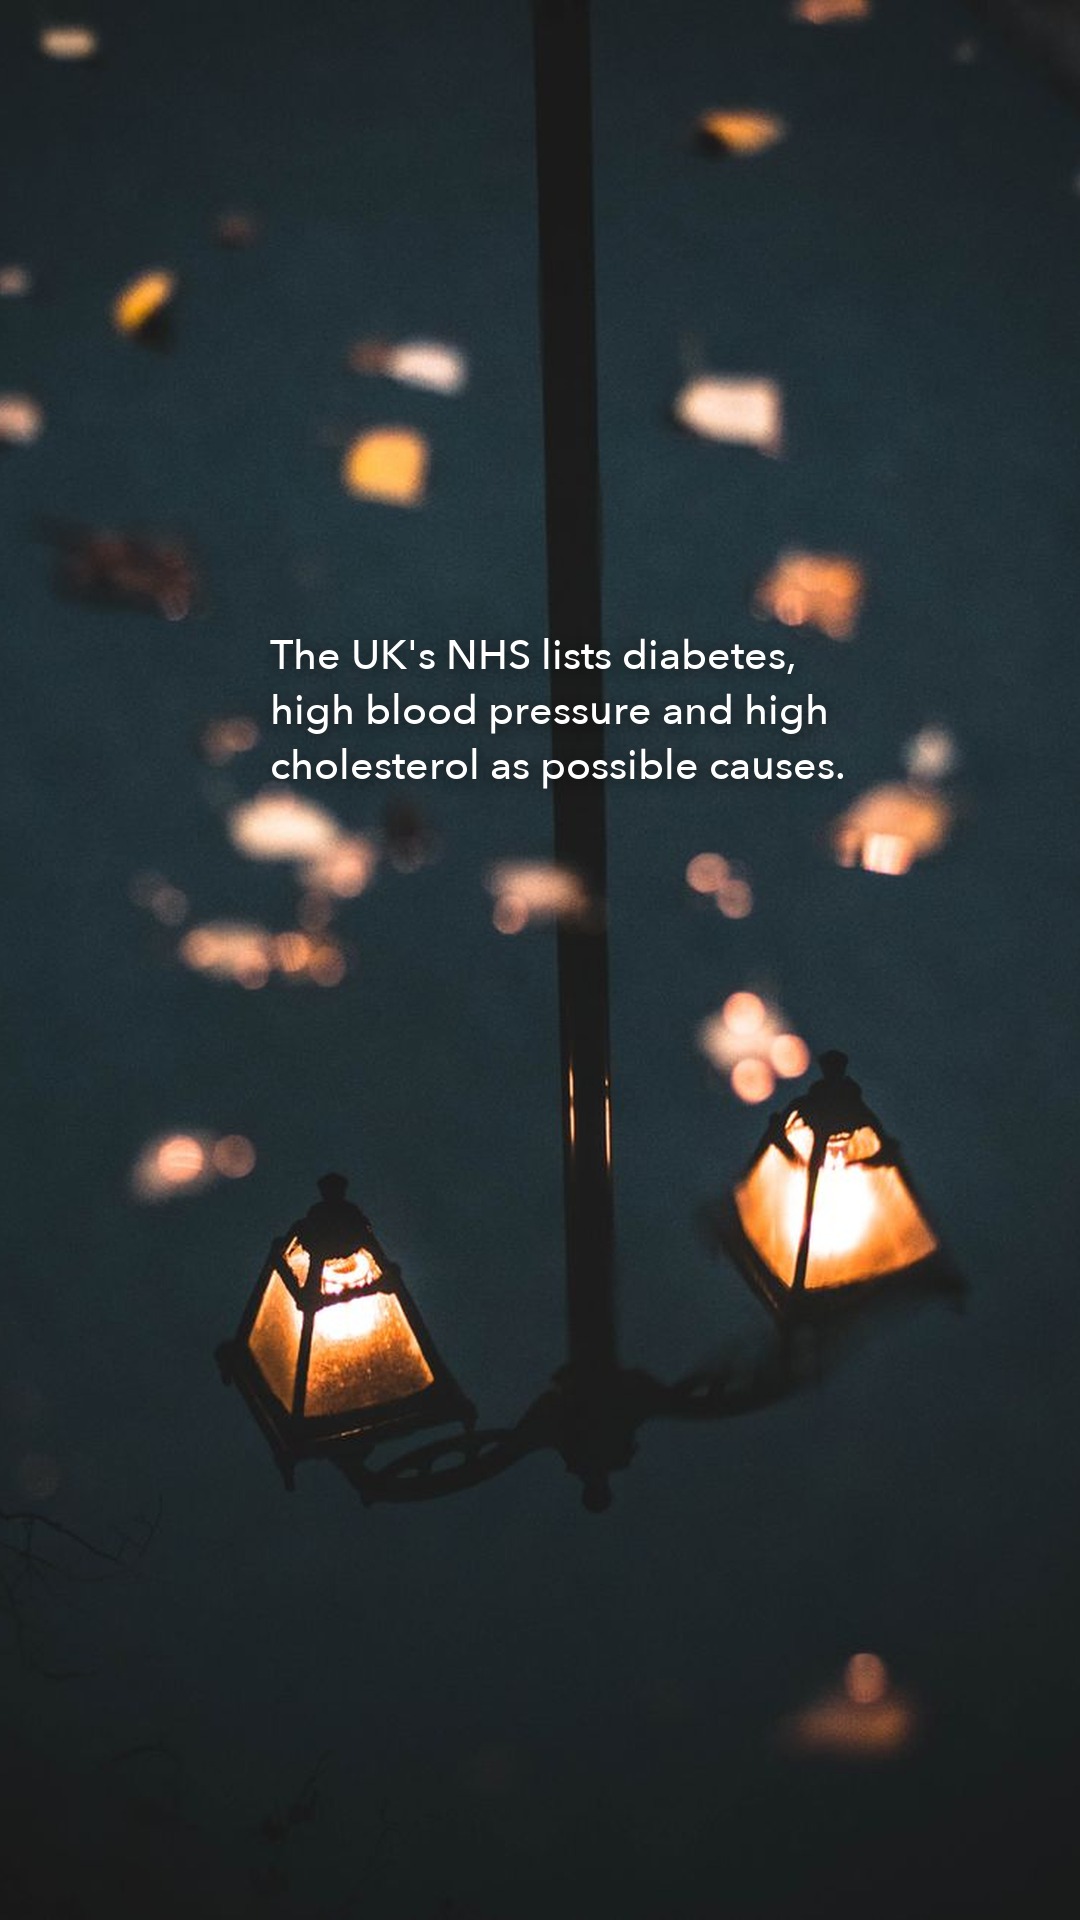 The UK's NHS lists diabetes,
high blood pressure and high
cholesterol as possible causes.